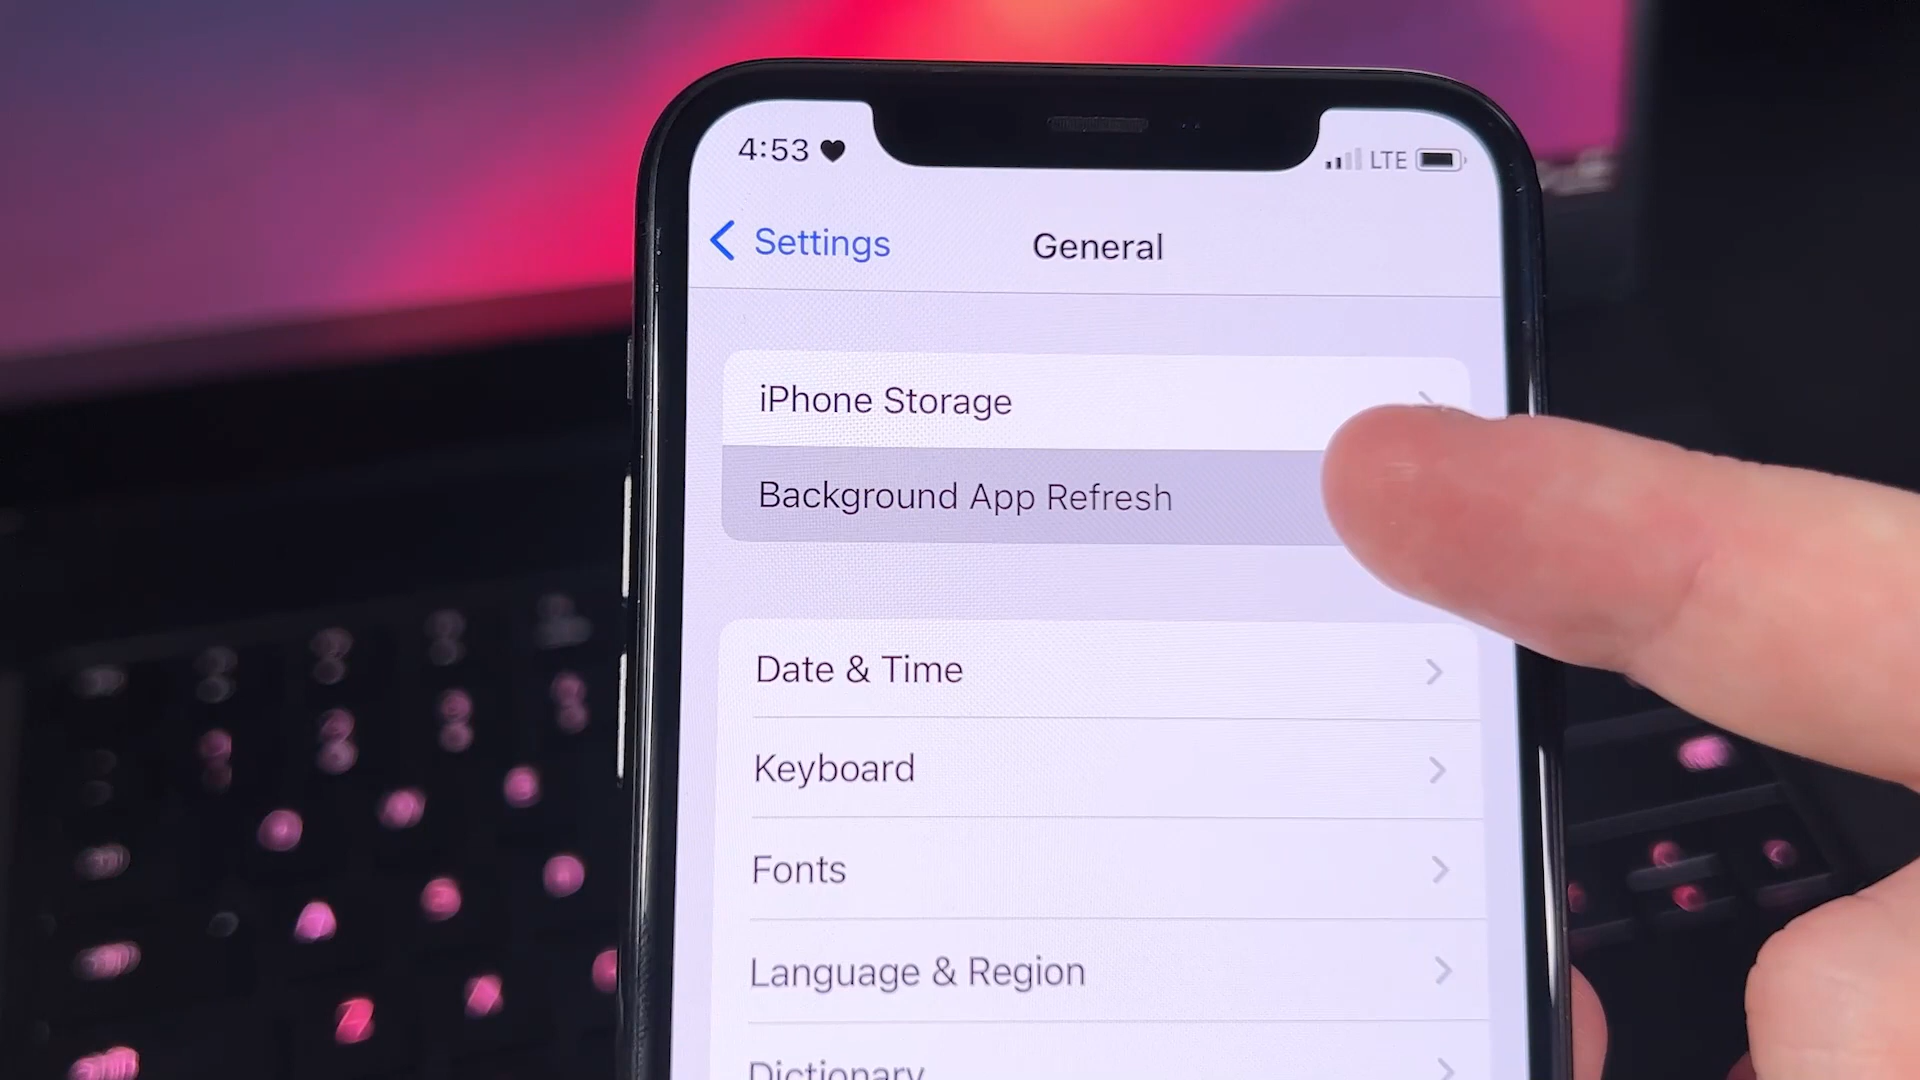 4:53
LTE
Settings
General
iPhone Storage
Background App Refresh
Date & Time
Keyboard
Fonts
Language & Region
Dictionary